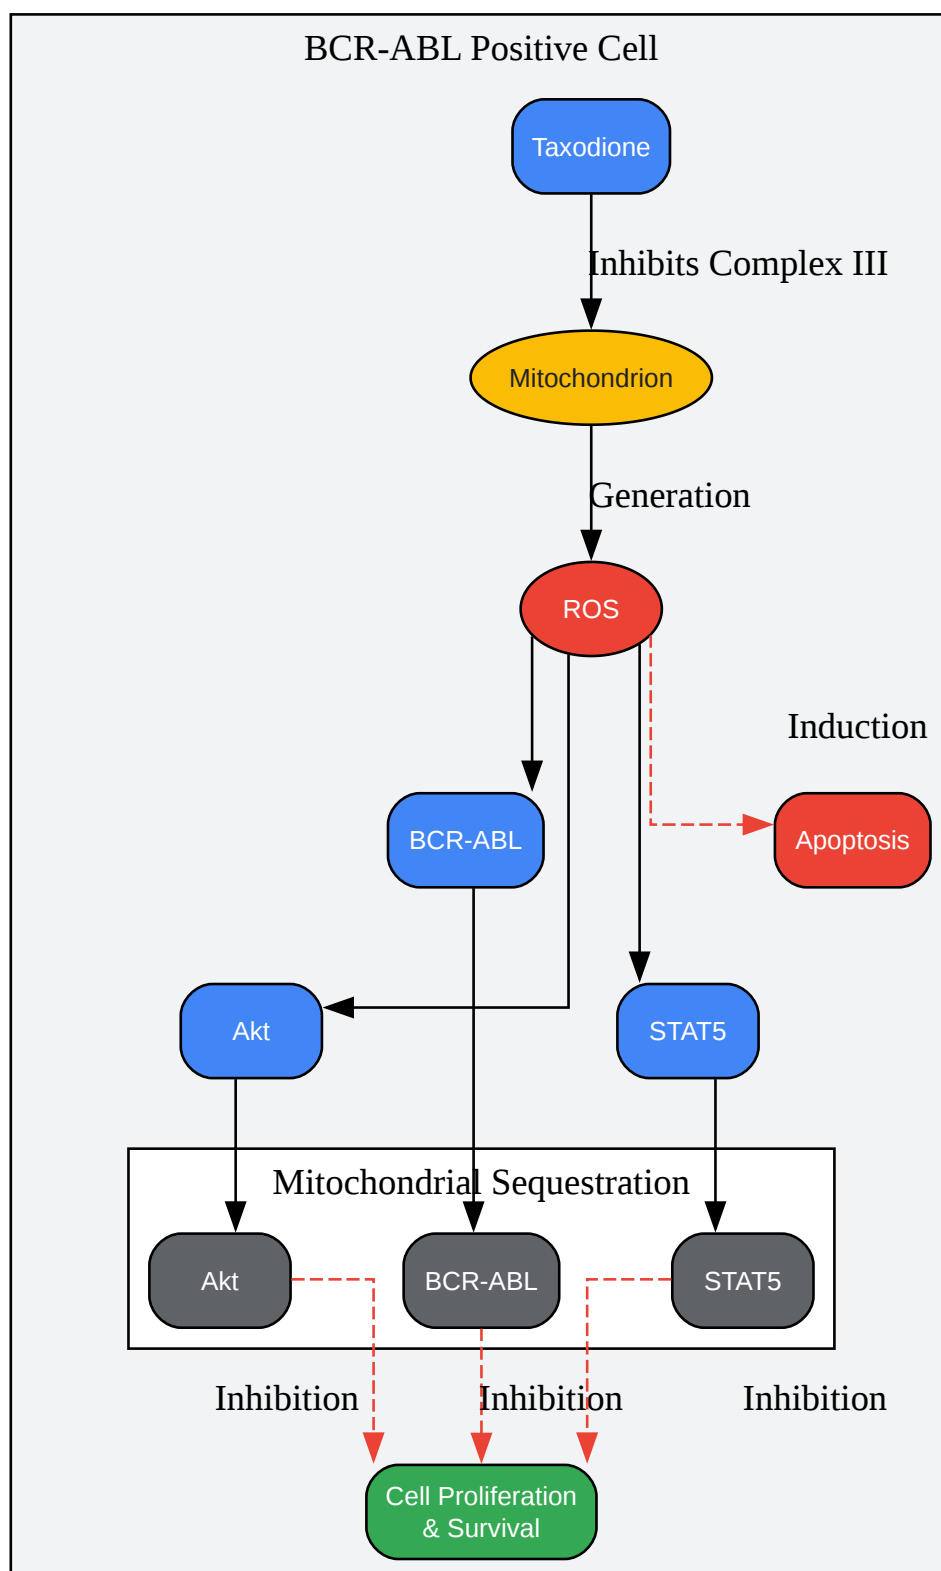 BCR-ABL Positive Cell
Taxodione
Inhibits Complex III
Mitochondrion
Generation
ROS
Induction
BCR-ABL
Apoptosis
Akt
STAT5
Mitochondrial Sequestration
Akt
BCR-ABL
STAT5
Inhibition
Inhibition
Inhibition
Cell Proliferation
& Survival